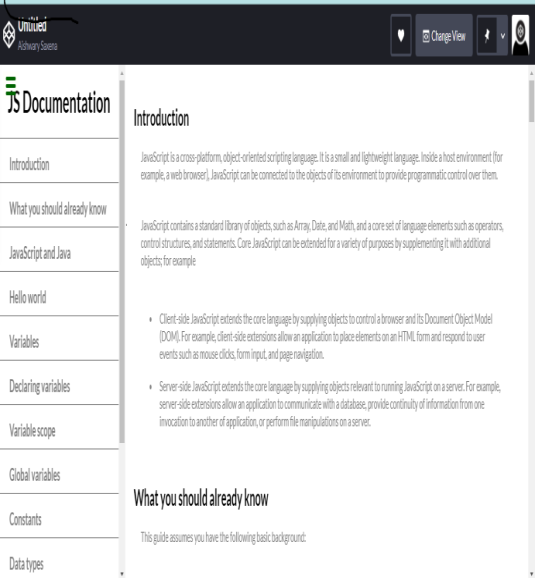 Untitled
Aishwary Saxena
Change View
JS Documentation
Introduction
What you should already know
JavaScript and Java
Hello world
Variables
Declaring variables
Variable scope
Global variables
Constants
Data types
Introduction
JavaScript is a cross-platform, object-oriented scripting language. It is a small and lightweight language. Inside a host environment (for
example, a web browser), JavaScript can be connected to the objects of its environment to provide programmatic control over them.
JavaScript contains a standard library of objects, such as Array, Date, and Math, and a core set of language elements such as operators,
control structures, and statements. Core JavaScript can be extended for a variety of purposes by supplementing it with additional
objects; for example
• Client-side JavaScript extends the core language by supplying objects to control a browser and its Document Object Model
(DOM). For example, client-side extensions allow an application to place elements on an HTML form and respond to user
events such as mouse clicks, form input, and page navigation.
• Server-side JavaScript extends the core language by supplying objects relevant to running JavaScript on a server. For example,
server-side extensions allow an application to communicate with a database, provide continuity of information from one
invocation to another of application, or perform file manipulations on a server.
What you should already know
This guide assumes you have the following basic background: